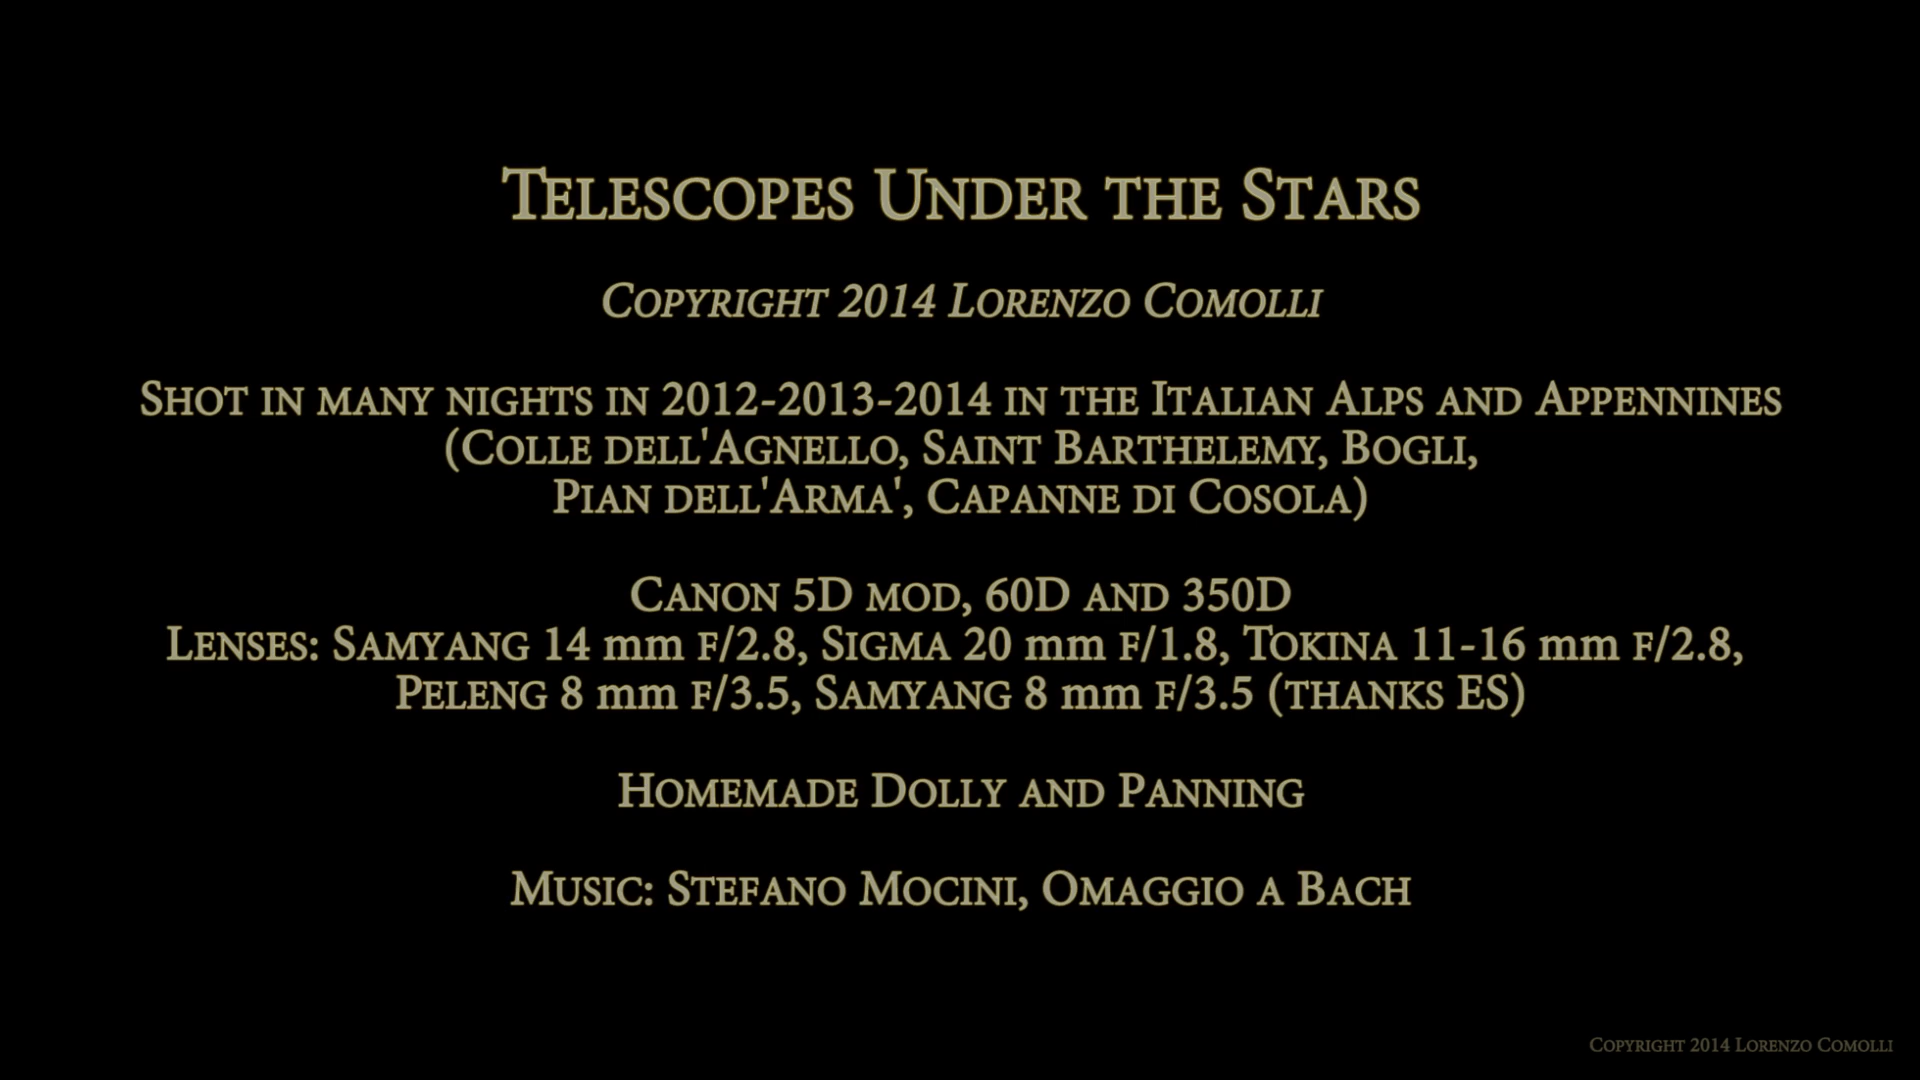 Telescopes Under the Stars
Copyright 2014 Lorenzo Comolli
Shot in many nights in 2012-2013-2014 in the Italian Alps and Appennines
(Colle dell'Agnello, Saint Barthelemy, Bogli,
Pian dell'Arma', Capanne di Cosola)
Canon 5D mod, 60D and 350D
Lenses: Samyang 14 mm f/2.8, Sigma 20 mm f/1.8, Tokina 11-16 mm f/2.8,
Peleng 8 mm f/3.5, Samyang 8 mm f/3.5 (thanks ES)
Homemade Dolly and Panning
Music: Stefano Mocini, Omaggio a Bach
Copyright 2014 Lorenzo Comolli